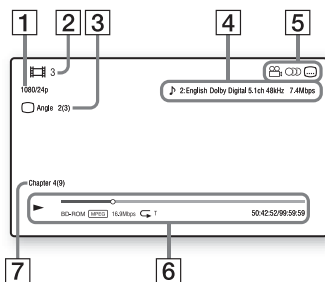 1 2 3 4 5
3
1080/24p
2:English Dolby Digital 5.1ch 48kHz 7.4Mbps
Angle 2(3)
Chapter 4(9)
BD-ROM MPEG 16.9Mbps 50:42:52/99:59:59
7 6